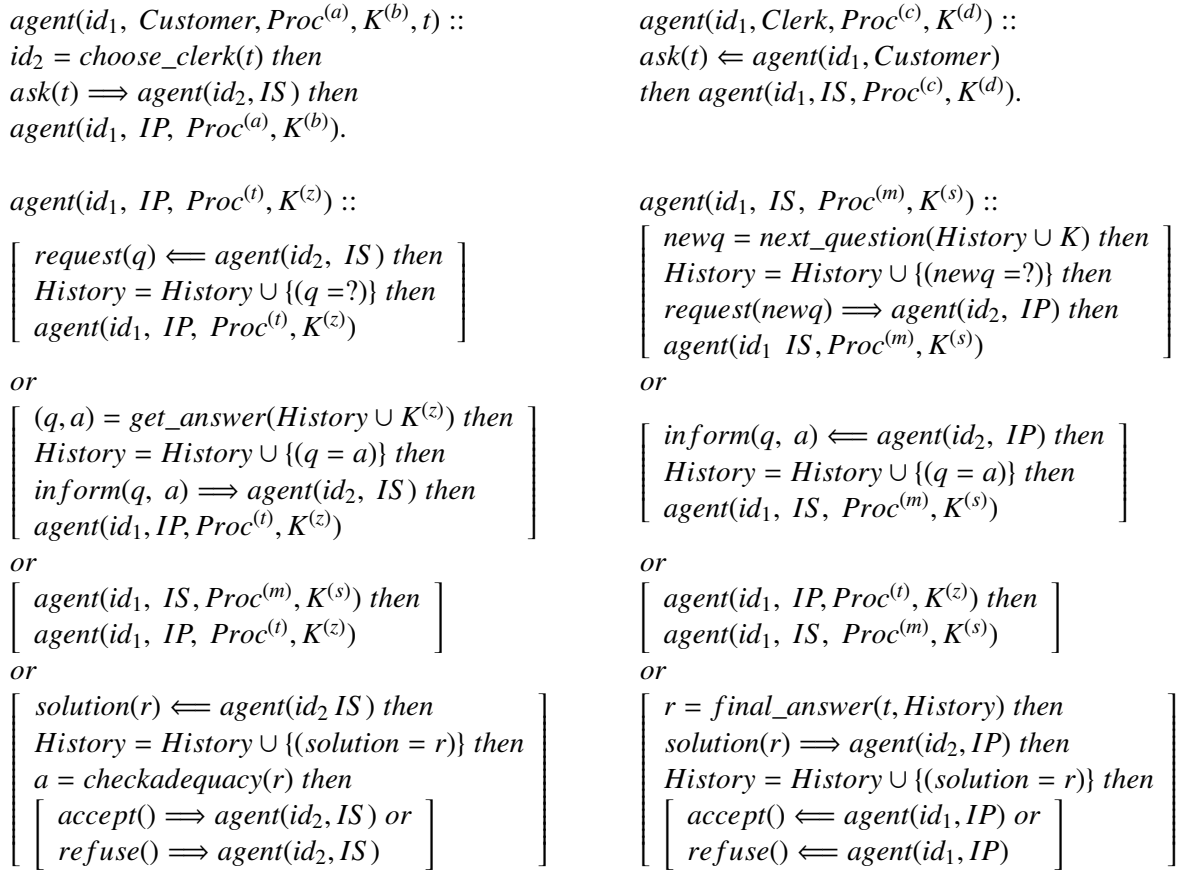 agent(id₁, Customer, Proc⁽ᵃ⁾, K⁽ᵇ⁾, t) ::
id₂ = choose_clerk(t) then
ask(t) ⟹ agent(id₂, IS) then
agent(id₁, IP, Proc⁽ᵃ⁾, K⁽ᵇ⁾).
agent(id₁, Clerk, Proc⁽ᶜ⁾, K⁽ᵈ⁾) ::
ask(t) ⇐ agent(id₁, Customer)
then agent(id₁, IS, Proc⁽ᶜ⁾, K⁽ᵈ⁾).
agent(id₁, IP, Proc⁽ᵗ⁾, K⁽ᶻ⁾) ::
request(q) ⟸ agent(id₂, IS) then
History = History ∪ {(q =?)} then
agent(id₁, IP, Proc⁽ᵗ⁾, K⁽ᶻ⁾)
or
(q, a) = get_answer(History ∪ K⁽ᶻ⁾) then
History = History ∪ {(q = a)} then
inform(q, a) ⟹ agent(id₂, IS) then
agent(id₁, IP, Proc⁽ᵗ⁾, K⁽ᶻ⁾)
or
agent(id₁, IS, Proc⁽ᵐ⁾, K⁽ˢ⁾) then
agent(id₁, IP, Proc⁽ᵗ⁾, K⁽ᶻ⁾)
or
solution(r) ⟸ agent(id₂ IS) then
History = History ∪ {(solution = r)} then
a = checkadequacy(r) then
accept() ⟹ agent(id₂, IS) or
refuse() ⟹ agent(id₂, IS)
agent(id₁, IS, Proc⁽ᵐ⁾, K⁽ˢ⁾) ::
newq = next_question(History ∪ K) then
History = History ∪ {(newq =?)} then
request(newq) ⟹ agent(id₂, IP) then
agent(id₁ IS, Proc⁽ᵐ⁾, K⁽ˢ⁾)
or
inform(q, a) ⟸ agent(id₂, IP) then
History = History ∪ {(q = a)} then
agent(id₁, IS, Proc⁽ᵐ⁾, K⁽ˢ⁾)
or
agent(id₁, IP, Proc⁽ᵗ⁾, K⁽ᶻ⁾) then
agent(id₁, IS, Proc⁽ᵐ⁾, K⁽ˢ⁾)
or
r = final_answer(t, History) then
solution(r) ⟹ agent(id₂, IP) then
History = History ∪ {(solution = r)} then
accept() ⟸ agent(id₁, IP) or
refuse() ⟸ agent(id₁, IP)